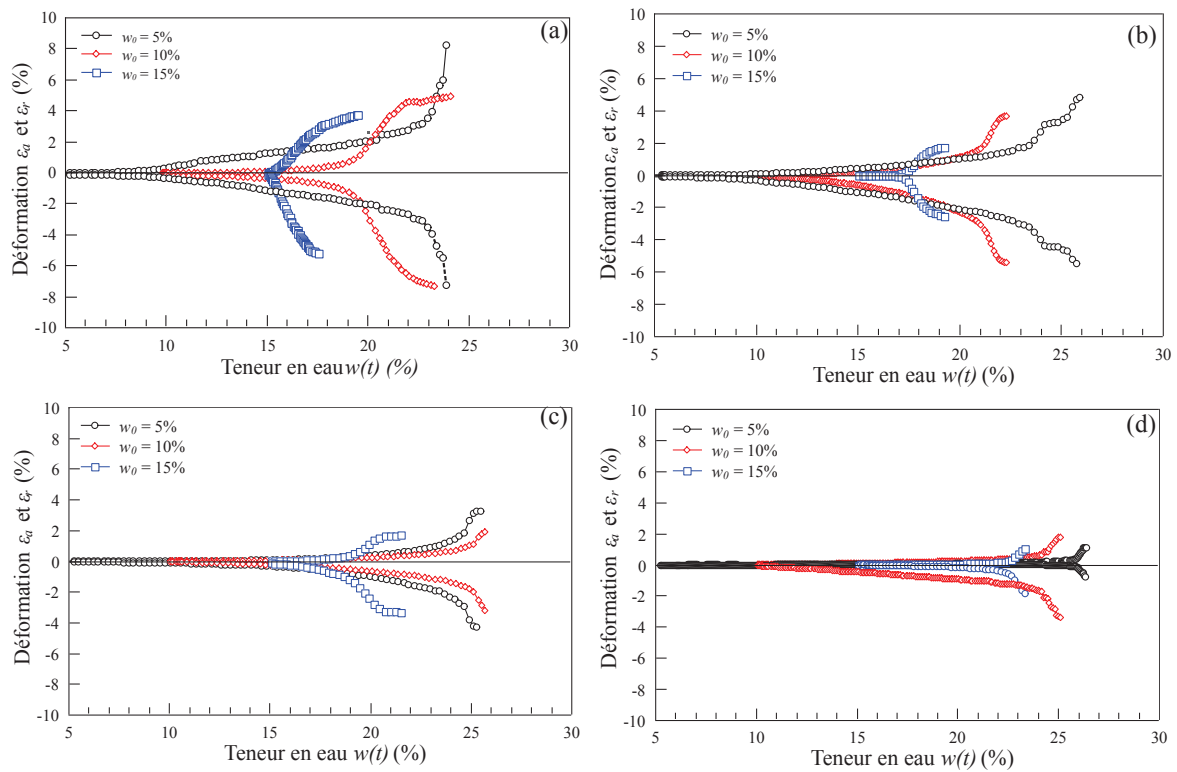 (a)
w₀ = 5%
w₀ = 10%
w₀ = 15%
10
8
6
4
2
0
-2
-4
-6
-8
-10
Déformation εₐ et εᵣ (%)
5
10
15
20
25
30
Teneur en eau w(t) (%)
(b)
w₀ = 5%
w₀ = 10%
w₀ = 15%
10
8
6
4
2
0
-2
-4
-6
-8
-10
Déformation εₐ et εᵣ (%)
5
10
15
20
25
30
Teneur en eau w(t) (%)
(c)
w₀ = 5%
w₀ = 10%
w₀ = 15%
10
8
6
4
2
0
-2
-4
-6
-8
-10
Déformation εₐ et εᵣ (%)
5
10
15
20
25
30
Teneur en eau w(t) (%)
(d)
w₀ = 5%
w₀ = 10%
w₀ = 15%
10
8
6
4
2
0
-2
-4
-6
-8
-10
Déformation εₐ et εᵣ (%)
5
10
15
20
25
30
Teneur en eau w(t) (%)